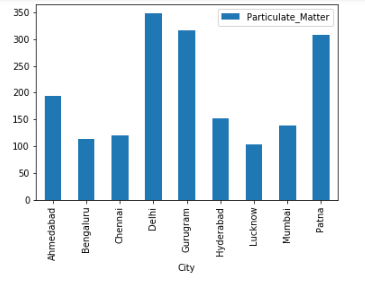 Particulate_Matter
350
300
250
200
150
100
50
0
Ahmedabad
Bengaluru
Chennai
Delhi
Gurugram
Hyderabad
Lucknow
Mumbai
Patna
City